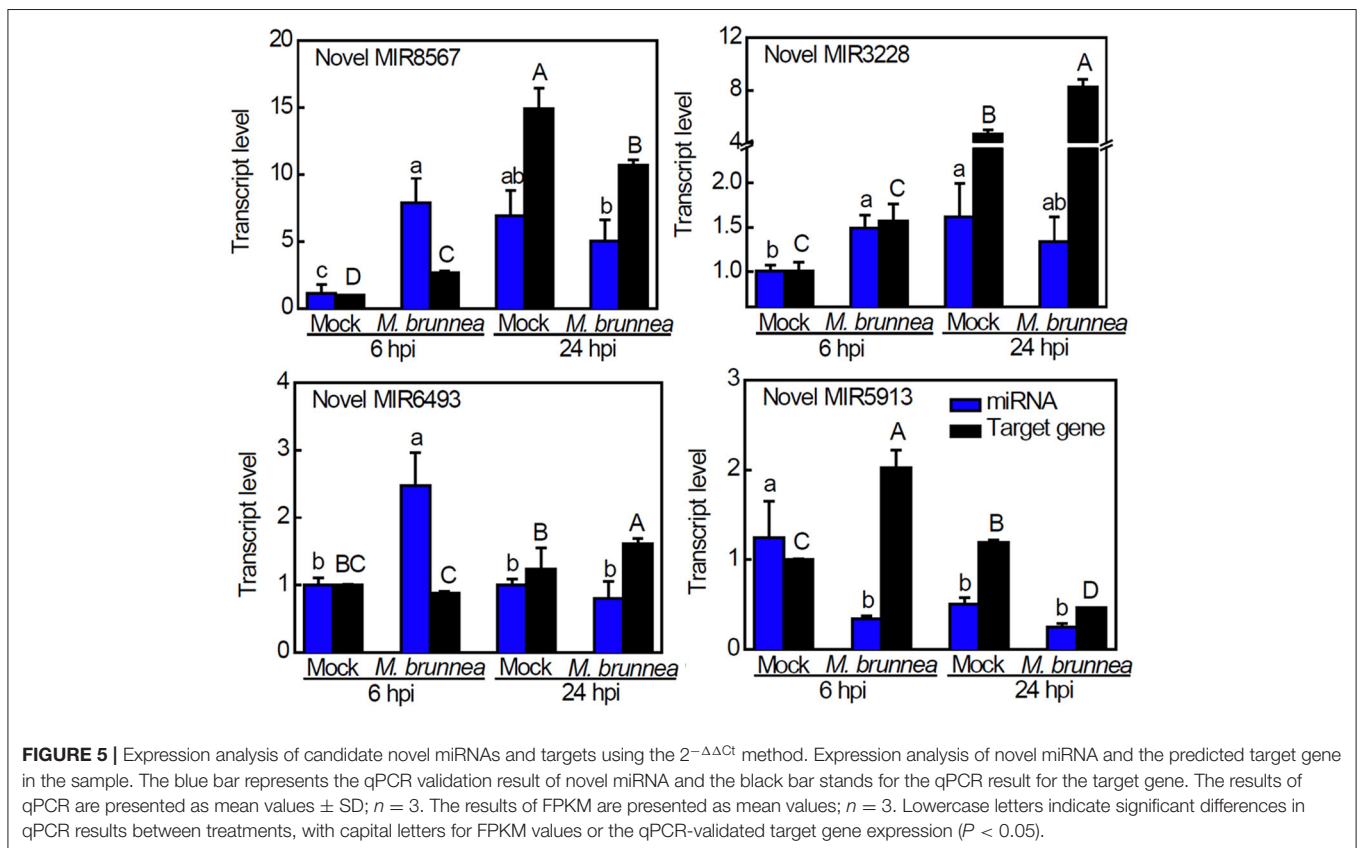 Novel MIR8567
Transcript level
20
15
10
5
0
c D a C ab A b B
Mock M. brunnea Mock M. brunnea
6 hpi 24 hpi
Novel MIR3228
Transcript level
12
8
4
2.0
1.5
1.0
b C a C a B ab A
Mock M. brunnea Mock M. brunnea
6 hpi 24 hpi
Novel MIR6493
Transcript level
4
3
2
1
0
b BC a C b B b A
Mock M. brunnea Mock M. brunnea
6 hpi 24 hpi
Novel MIR5913
miRNA
Target gene
Transcript level
3
2
1
0
a C b A b B b D
Mock M. brunnea Mock M. brunnea
6 hpi 24 hpi
FIGURE 5 | Expression analysis of candidate novel miRNAs and targets using the 2−ΔΔCt method. Expression analysis of novel miRNA and the predicted target gene
in the sample. The blue bar represents the qPCR validation result of novel miRNA and the black bar stands for the qPCR result for the target gene. The results of
qPCR are presented as mean values ± SD; n = 3. The results of FPKM are presented as mean values; n = 3. Lowercase letters indicate significant differences in
qPCR results between treatments, with capital letters for FPKM values or the qPCR-validated target gene expression (P < 0.05).